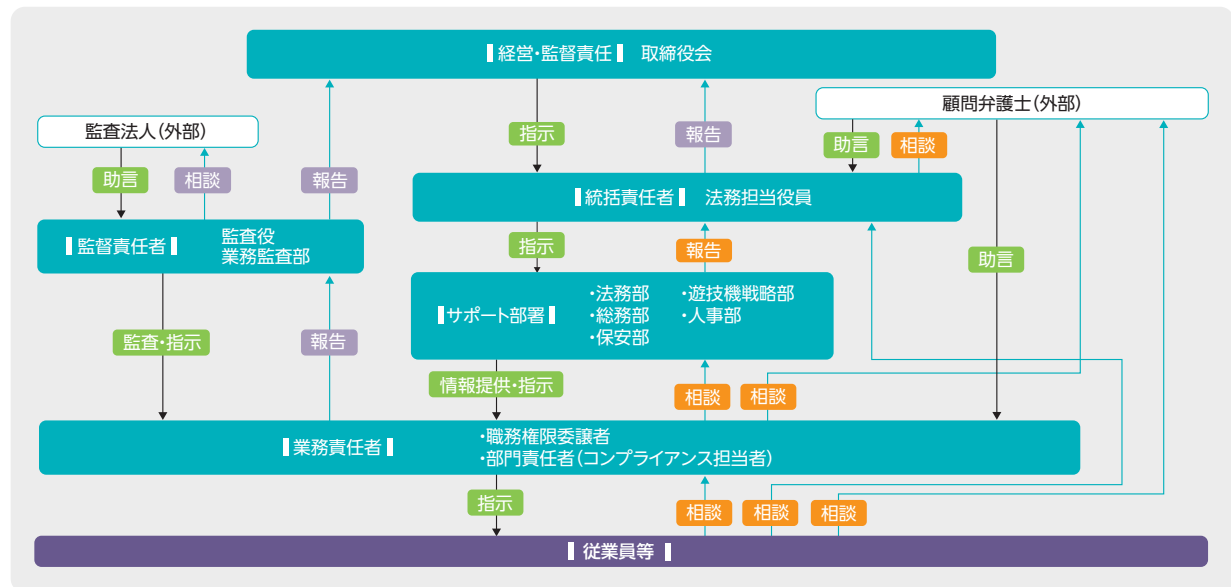 経営・監督責任 取締役会
顧問弁護士(外部)
監査法人(外部)
指示
報告
助言
相談
助言
相談
報告
統括責任者 法務担当役員
監督責任者
監査役
業務監査部
指示
報告
助言
サポート部署
・法務部
・総務部
・保安部
・遊技機戦略部
・人事部
監査・指示
報告
情報提供・指示
相談
相談
業務責任者
・職務権限委譲者
・部門責任者(コンプライアンス担当者)
指示
相談
相談
相談
従業員等